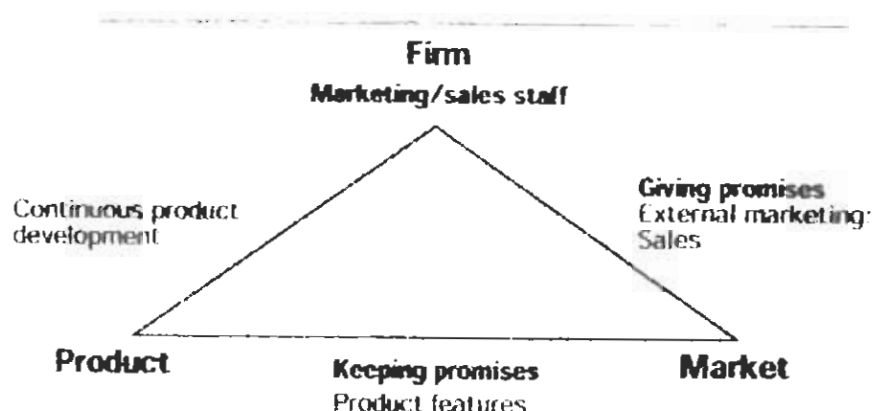 Firm
Marketing/sales staff
Continuous product
development
Giving promises
External marketing:
Sales
Product
Keeping promises
Product features
Market